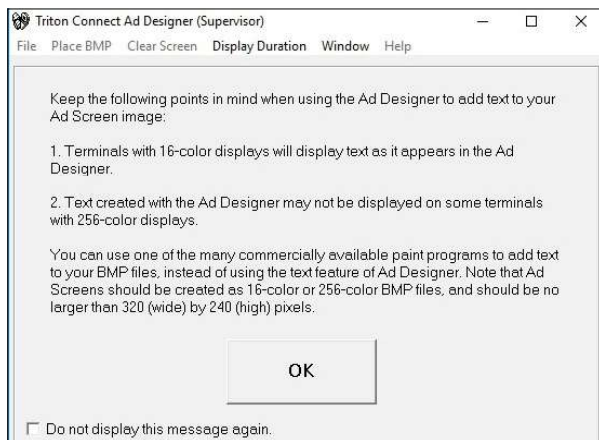 Triton Connect Ad Designer (Supervisor)
File Place BMP Clear Screen Display Duration Window Help
Keep the following points in mind when using the Ad Designer to add text to your
Ad Screen image:
1. Terminals with 16-color displays will display text as it appears in the Ad
Designer.
2. Text created with the Ad Designer may not be displayed on some terminals
with 256-color displays.
You can use one of the many commercially available paint programs to add text
to your BMP files, instead of using the text feature of Ad Designer. Note that Ad
Screens should be created as 16-color or 256-color BMP files, and should be no
larger than 320 (wide) by 240 (high) pixels.
OK
Do not display this message again.